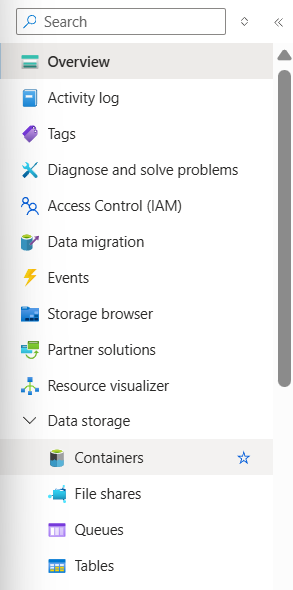 Search
Overview
Activity log
Tags
Diagnose and solve problems
Access Control (IAM)
Data migration
Events
Storage browser
Partner solutions
Resource visualizer
Data storage
Containers
File shares
Queues
Tables